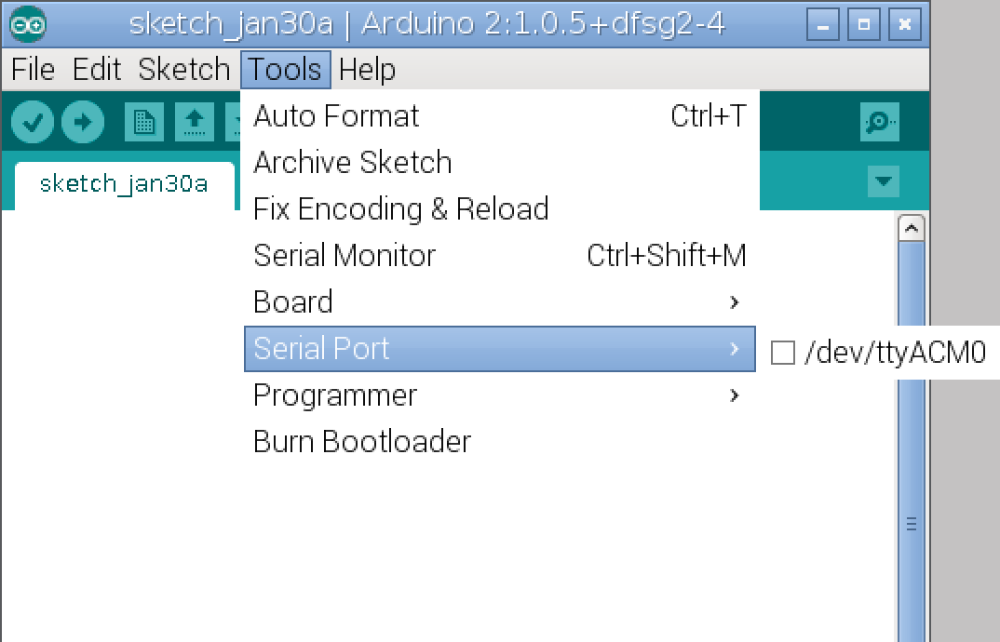 sketch_jan30a | Arduino 2:1.0.5+dfsg2-4
File Edit Sketch Tools Help
Auto Format Ctrl+T
Archive Sketch
sketch_jan30a
Fix Encoding & Reload
Serial Monitor Ctrl+Shift+M
Board
Serial Port
/dev/ttyACM0
Programmer
Burn Bootloader